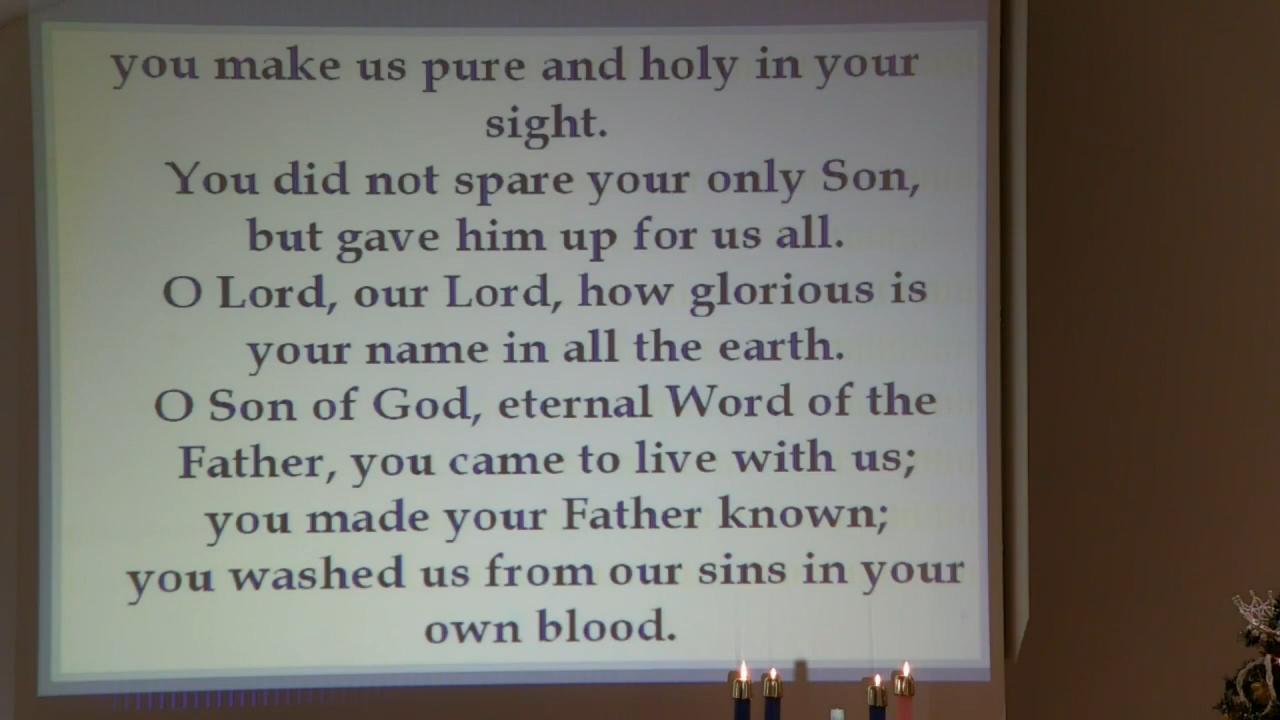 you make us pure and holy in your
sight.
You did not spare your only Son,
but gave him up for us all.
O Lord, our Lord, how glorious is
your name in all the earth.
O Son of God, eternal Word of the
Father, you came to live with us;
you made your Father known;
you washed us from our sins in your
own blood.